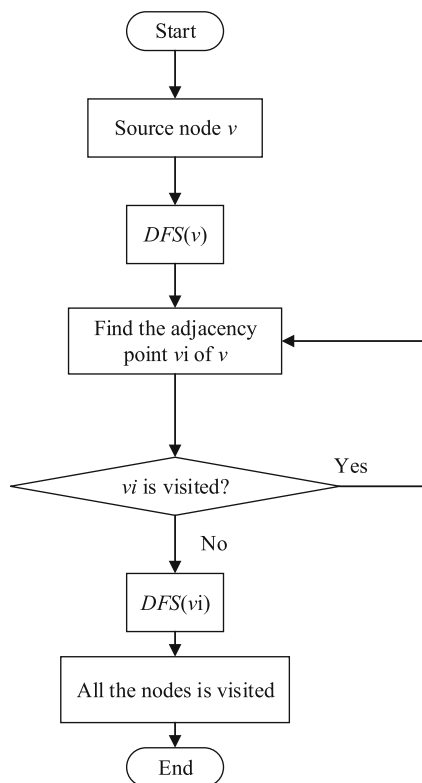 Start
Source node v
DFS(v)
Find the adjacency
point vi of v
Yes
vi is visited?
No
DFS(vi)
All the nodes is visited
End